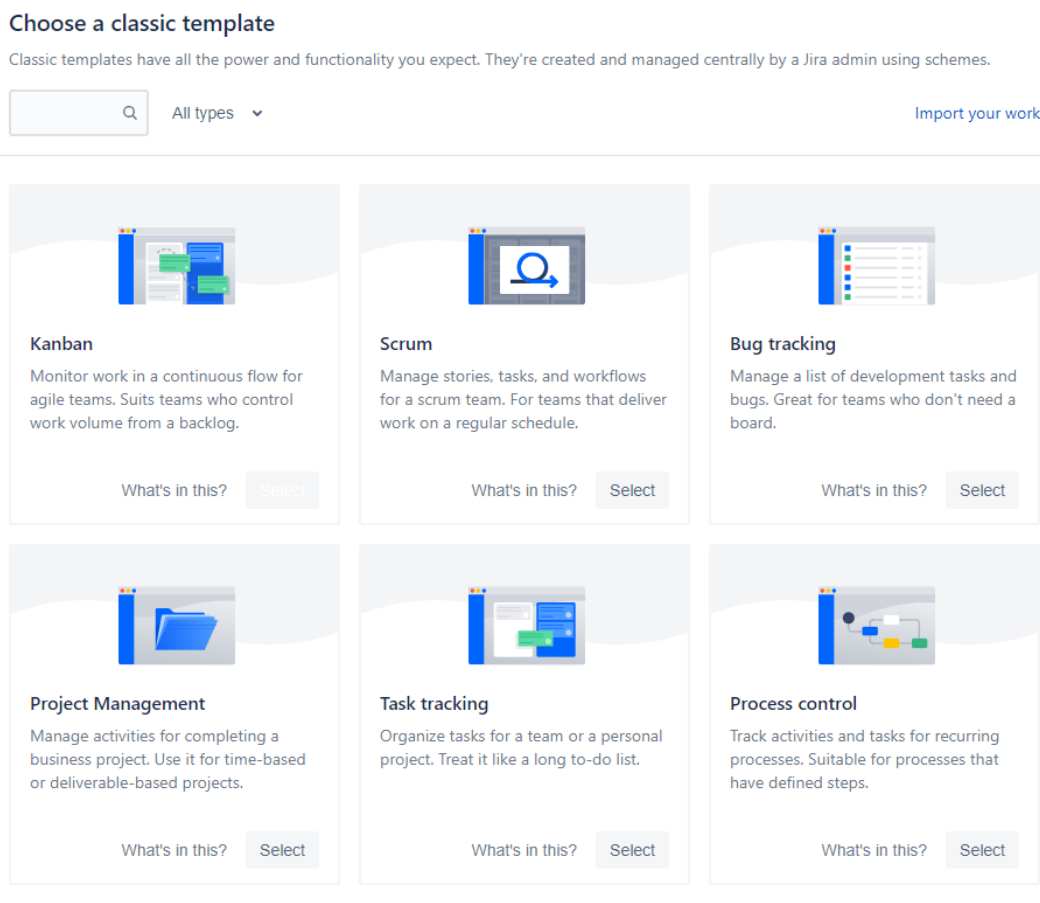 Choose a classic template
Classic templates have all the power and functionality you expect. They're created and managed centrally by a Jira admin using schemes.
All types
Import your work
Kanban
Monitor work in a continuous flow for
agile teams. Suits teams who control
work volume from a backlog.
What's in this?
Select
Scrum
Manage stories, tasks, and workflows
for a scrum team. For teams that deliver
work on a regular schedule.
What's in this?
Select
Bug tracking
Manage a list of development tasks and
bugs. Great for teams who don't need a
board.
What's in this?
Select
Project Management
Manage activities for completing a
business project. Use it for time-based
or deliverable-based projects.
What's in this?
Select
Task tracking
Organize tasks for a team or a personal
project. Treat it like a long to-do list.
What's in this?
Select
Process control
Track activities and tasks for recurring
processes. Suitable for processes that
have defined steps.
What's in this?
Select